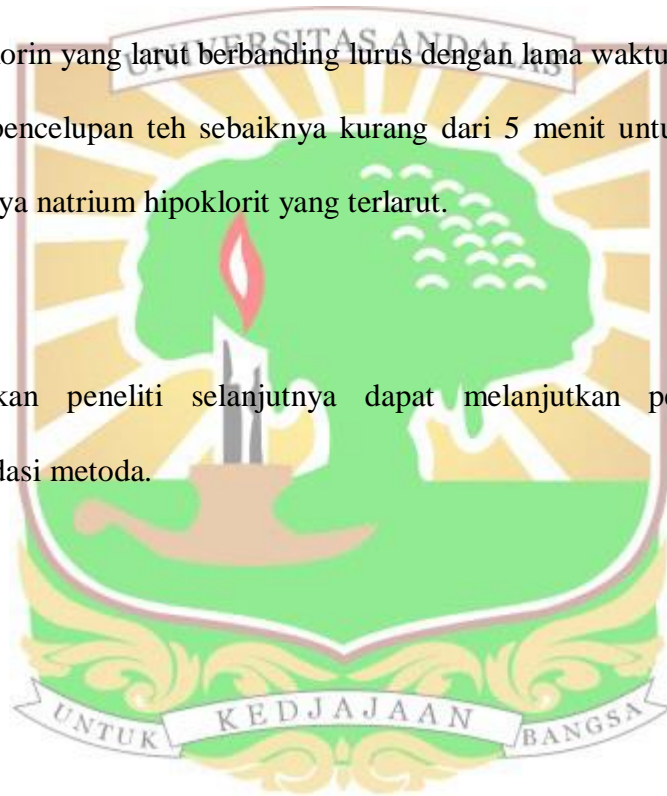 UNIVERSITAS ANDALAS
lorin yang larut berbanding lurus dengan lama waktu
pencelupan teh sebaiknya kurang dari 5 menit untu
ya natrium hipoklorit yang terlarut.
kan peneliti selanjutnya dapat melanjutkan pe
dasi metoda.
UNTUK KEDJAJAAN BANGSA